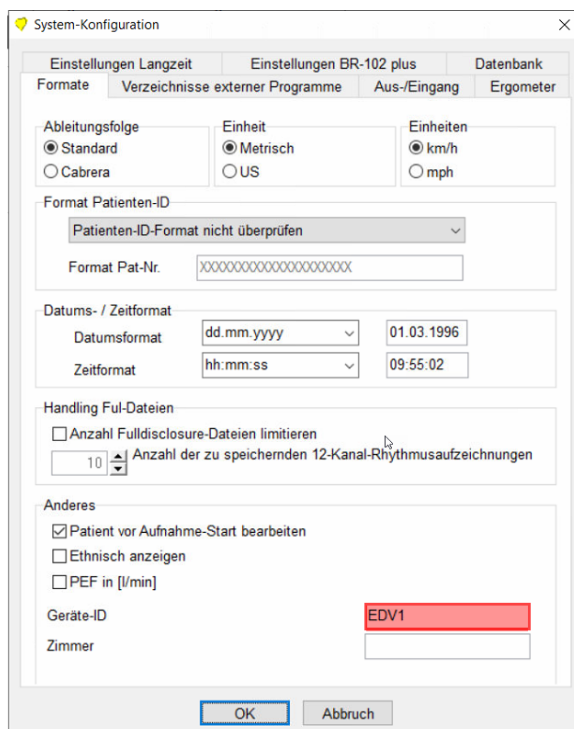 System-Konfiguration
Einstellungen Langzeit Einstellungen BR-102 plus Datenbank
Formate Verzeichnisse externer Programme Aus-/Eingang Ergometer
Ableitungsfolge Einheit Einheiten
Standard Metrisch km/h
Cabrera US mph
Format Patienten-ID
Patienten-ID-Format nicht überprüfen
Format Pat-Nr. XXXXXXXXXXXXXXXXXXXX
Datums- / Zeitformat
Datumsformat dd.mm.yyyy 01.03.1996
Zeitformat hh:mm:ss 09:55:02
Handling Ful-Dateien
Anzahl Fulldisclosure-Dateien limitieren
10 Anzahl der zu speichernden 12-Kanal-Rhythmusaufzeichnungen
Anderes
Patient vor Aufnahme-Start bearbeiten
Ethnisch anzeigen
PEF in [l/min]
Geräte-ID EDV1
Zimmer
OK Abbruch